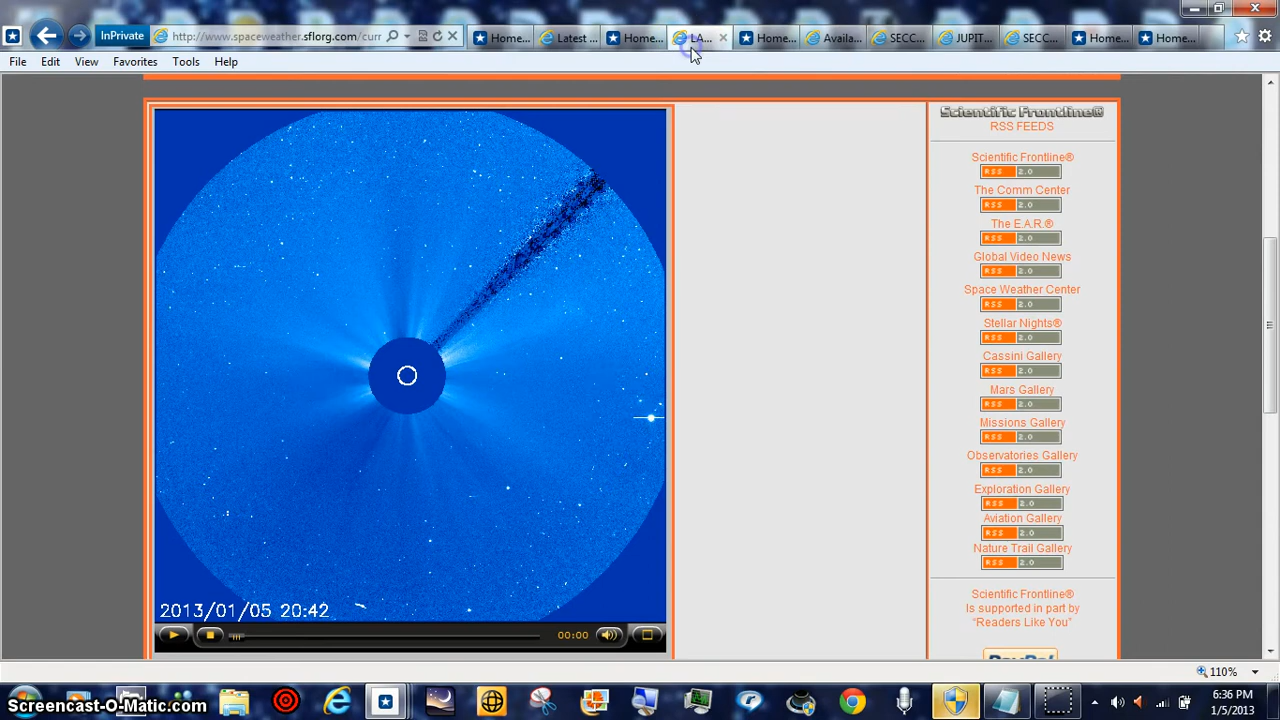 InPrivate
http://www.spaceweather.sflorg.com/curr
Home...
Latest ...
Home...
LA...
Home...
Availa...
SECC...
JUPIT...
SECC...
Home...
Home...
File Edit View Favorites Tools Help
Scientific Frontline®
RSS FEEDS
Scientific Frontline®
RSS 2.0
The Comm Center
RSS 2.0
The E.A.R.®
RSS 2.0
Global Video News
RSS 2.0
Space Weather Center
RSS 2.0
Stellar Nights®
RSS 2.0
Cassini Gallery
RSS 2.0
Mars Gallery
RSS 2.0
Missions Gallery
RSS 2.0
Observatories Gallery
RSS 2.0
Exploration Gallery
RSS 2.0
Aviation Gallery
RSS 2.0
Nature Trail Gallery
RSS 2.0
Scientific Frontline®
Is supported in part by
“Readers Like You”
PayPal
2013/01/05 20:42
00:00
110%
Screencast-O-Matic.com
6:36 PM
1/5/2013